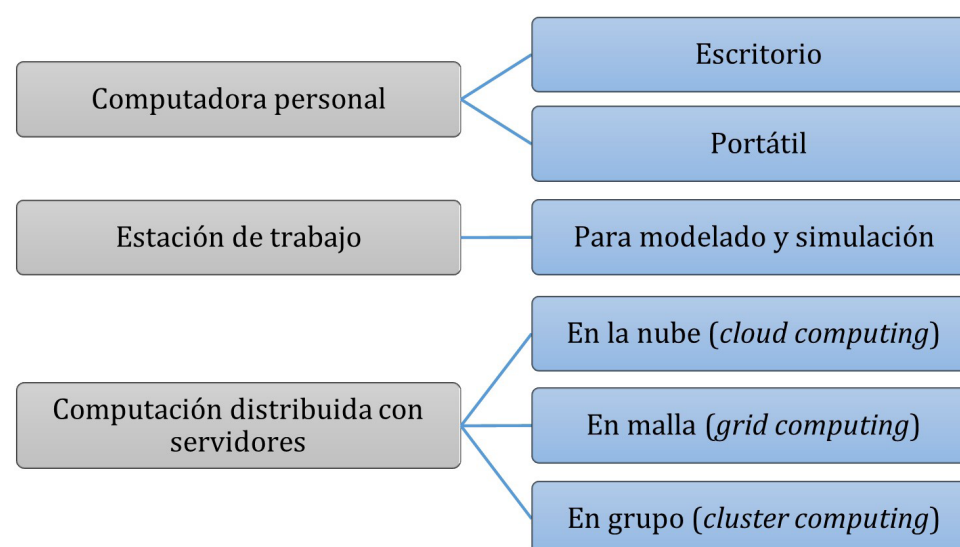 Computadora personal
Escritorio
Portátil
Estación de trabajo
Para modelado y simulación
Computación distribuida con
servidores
En la nube (cloud computing)
En malla (grid computing)
En grupo (cluster computing)